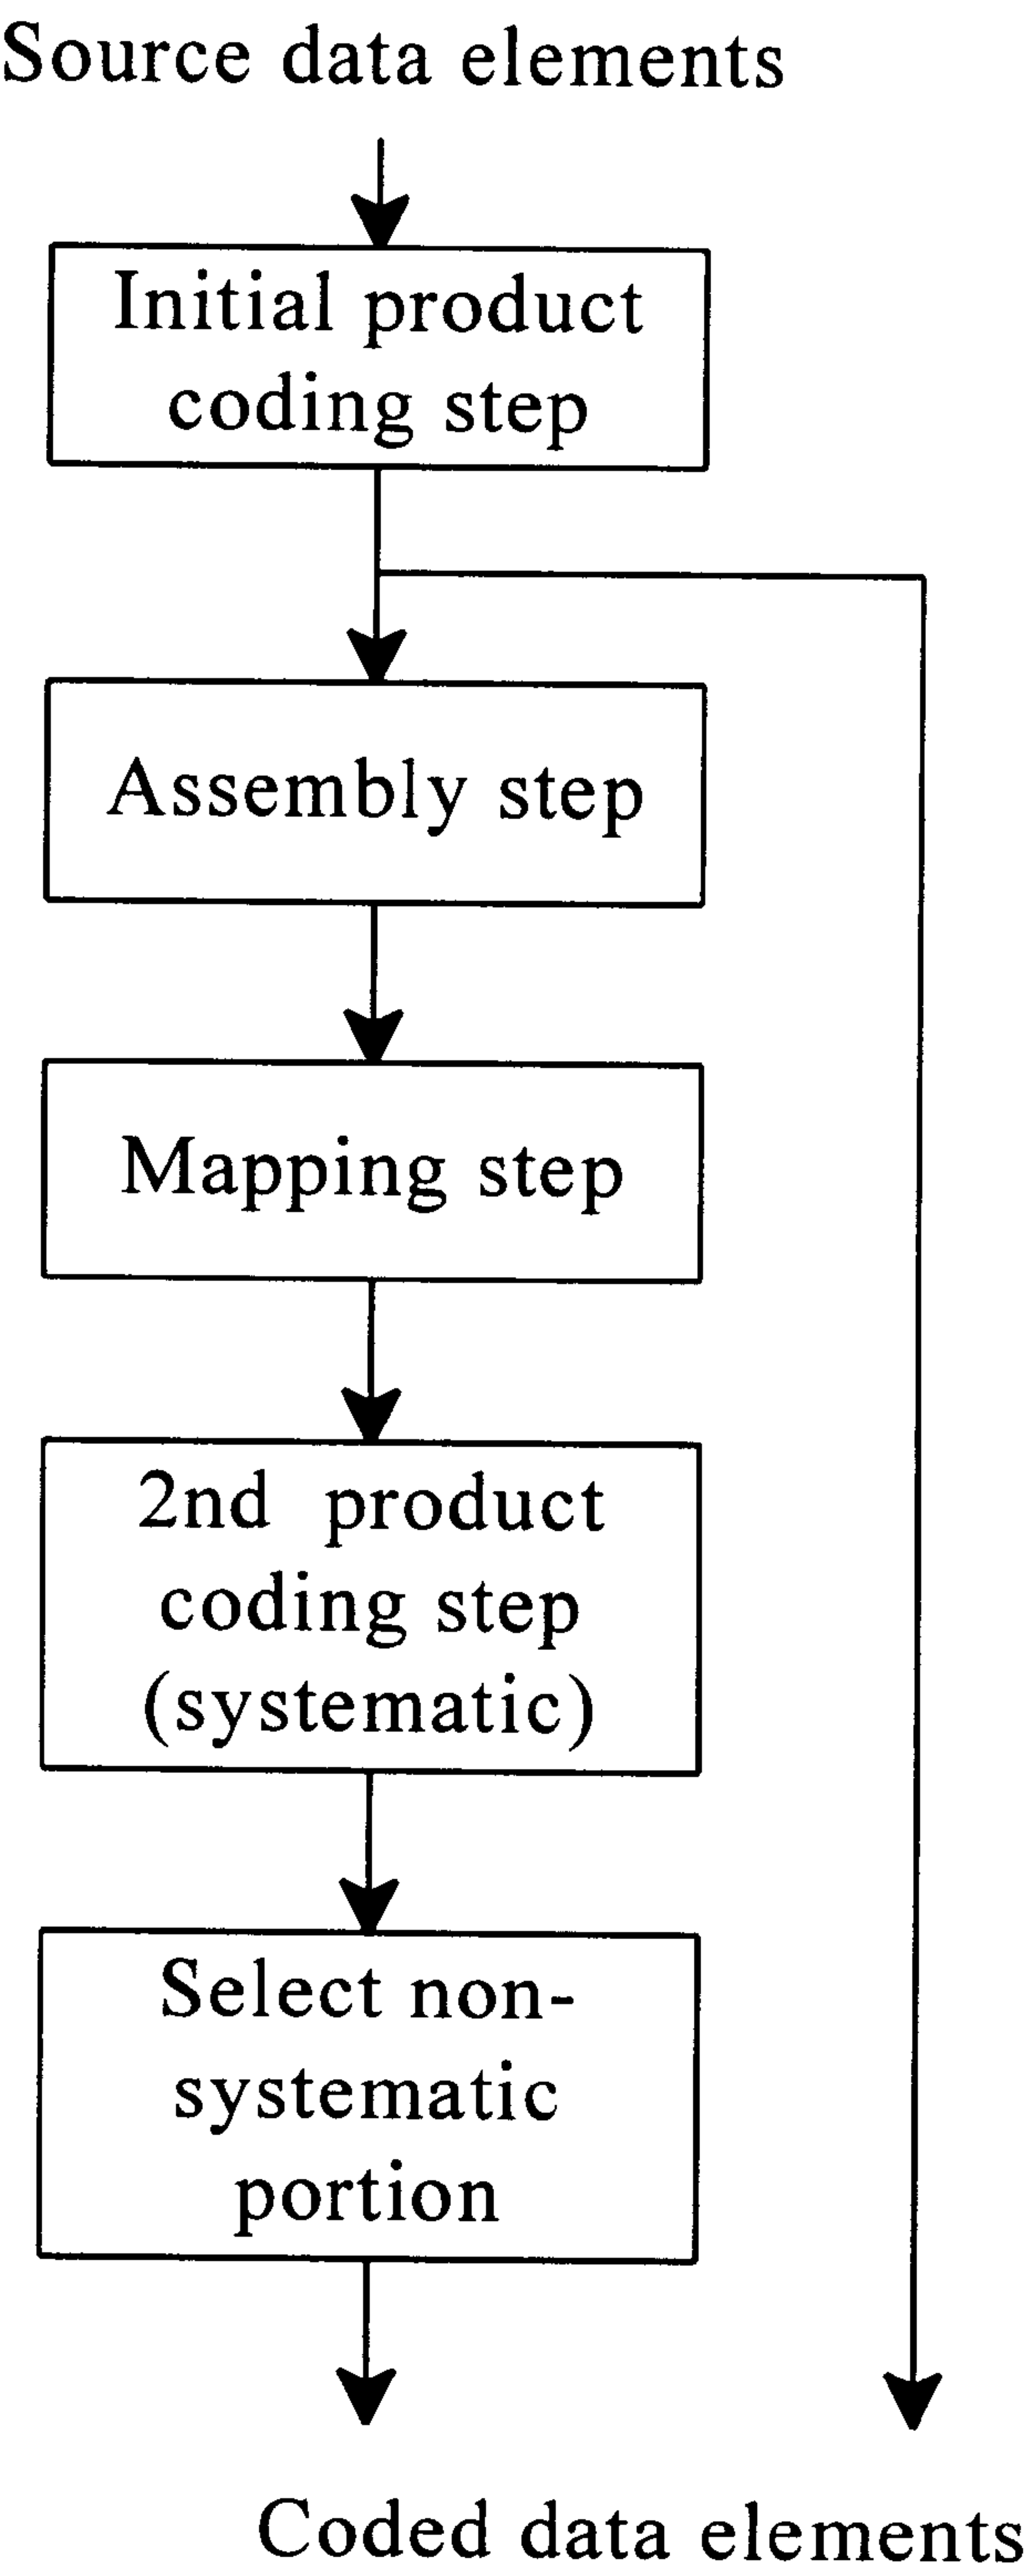 Source data elements
Initial product
coding step
Assembly step
Mapping step
2nd product
coding step
(systematic)
Select non-
systematic
portion
Coded data elements